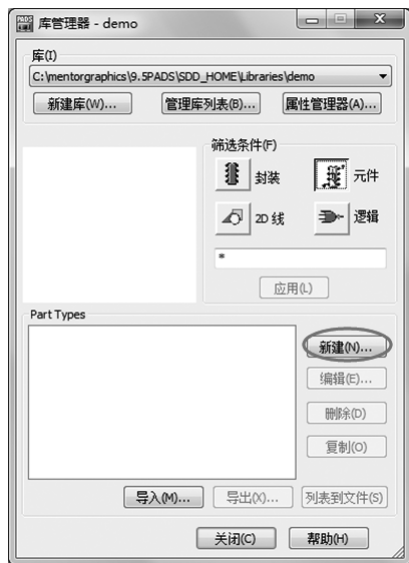 库管理器 - demo
库(I)
C:\mentorgraphics\9.5PADS\SDD_HOME\Libraries\demo
新建库(W)... 管理库列表(B)... 属性管理器(A)...
筛选条件(F)
封装 元件
2D 线 逻辑
*
应用(L)
Part Types
新建(N)...
编辑(E)...
删除(D)
复制(O)
导入(M)... 导出(X)... 列表到文件(S)
关闭(C) 帮助(H)